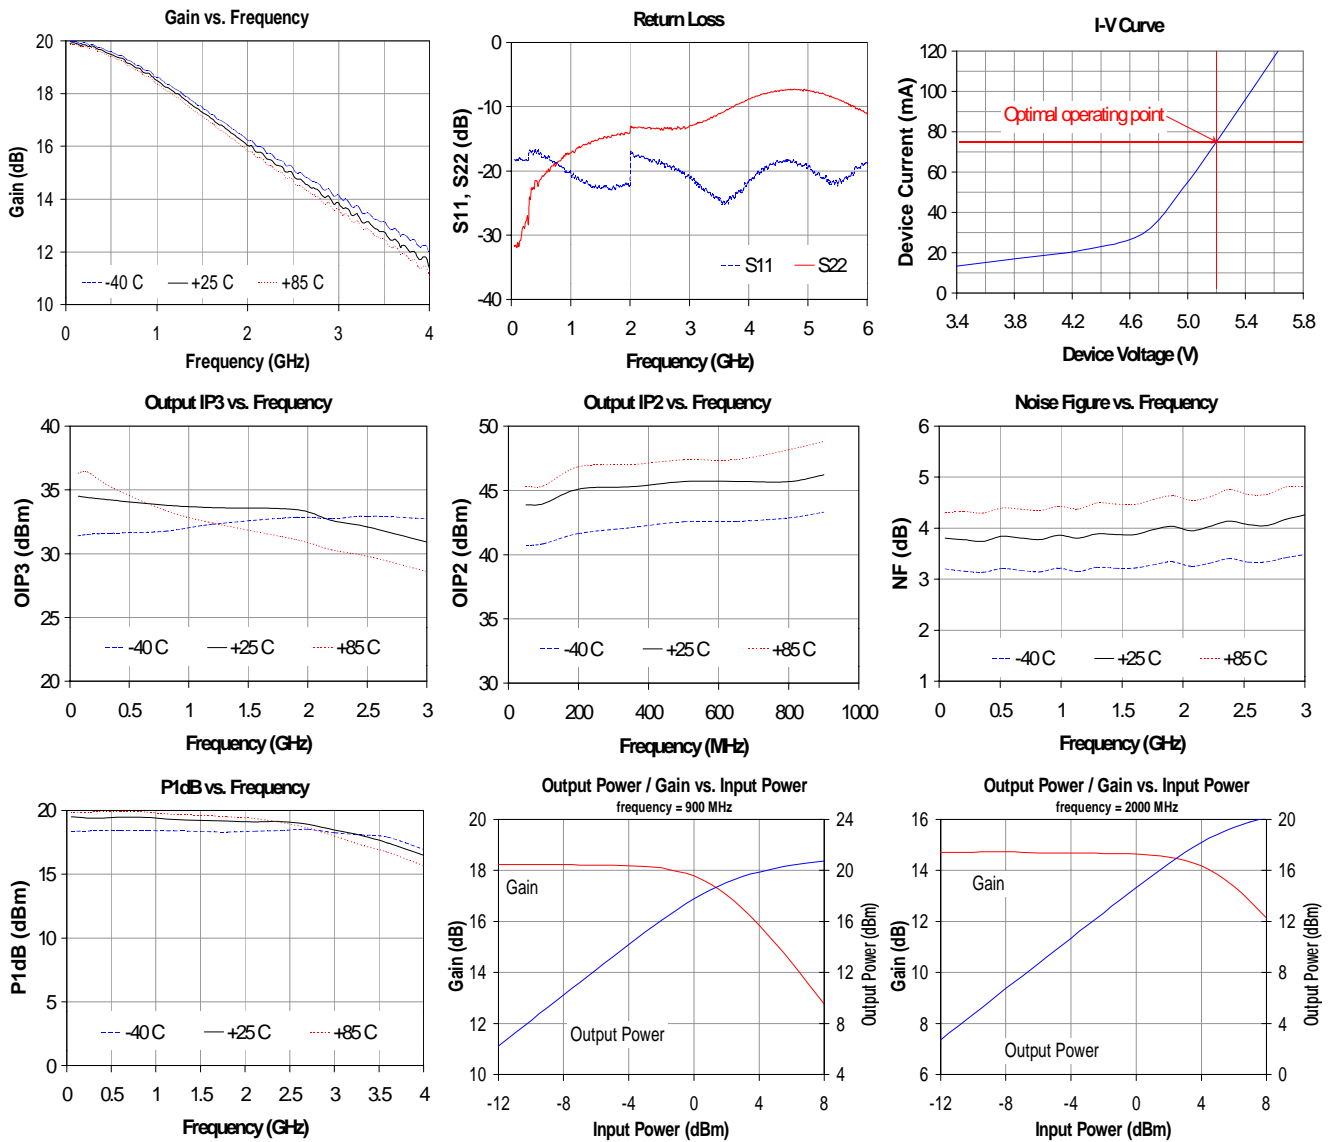 Gain vs. Frequency
20
18
16
14
12
10
Gain (dB)
-40 C
+25 C
+85 C
0 1 2 3 4
Frequency (GHz)
Return Loss
0
-10
-20
-30
-40
S11, S22 (dB)
S11
S22
0 1 2 3 4 5 6
Frequency (GHz)
I-V Curve
120
100
80
60
40
20
0
Device Current (mA)
Optimal operating point
3.4 3.8 4.2 4.6 5.0 5.4 5.8
Device Voltage (V)
Output IP3 vs. Frequency
40
35
30
25
20
OIP3 (dBm)
-40 C
+25 C
+85 C
0 0.5 1 1.5 2 2.5 3
Frequency (GHz)
Output IP2 vs. Frequency
50
45
40
35
30
OIP2 (dBm)
-40 C
+25 C
+85 C
0 200 400 600 800 1000
Frequency (MHz)
Noise Figure vs. Frequency
6
5
4
3
2
1
NF (dB)
-40 C
+25 C
+85 C
0 0.5 1 1.5 2 2.5 3
Frequency (GHz)
P1dB vs. Frequency
20
15
10
5
0
P1dB (dBm)
-40 C
+25 C
+85 C
0 0.5 1 1.5 2 2.5 3 3.5 4
Frequency (GHz)
Output Power / Gain vs. Input Power
frequency = 900 MHz
20
18
16
14
12
10
Gain (dB)
Gain
Output Power
24
20
16
12
8
4
Output Power (dBm)
-12 -8 -4 0 4 8
Input Power (dBm)
Output Power / Gain vs. Input Power
frequency = 2000 MHz
16
14
12
10
8
6
Gain (dB)
Gain
Output Power
20
16
12
8
4
0
Output Power (dBm)
-12 -8 -4 0 4 8
Input Power (dBm)